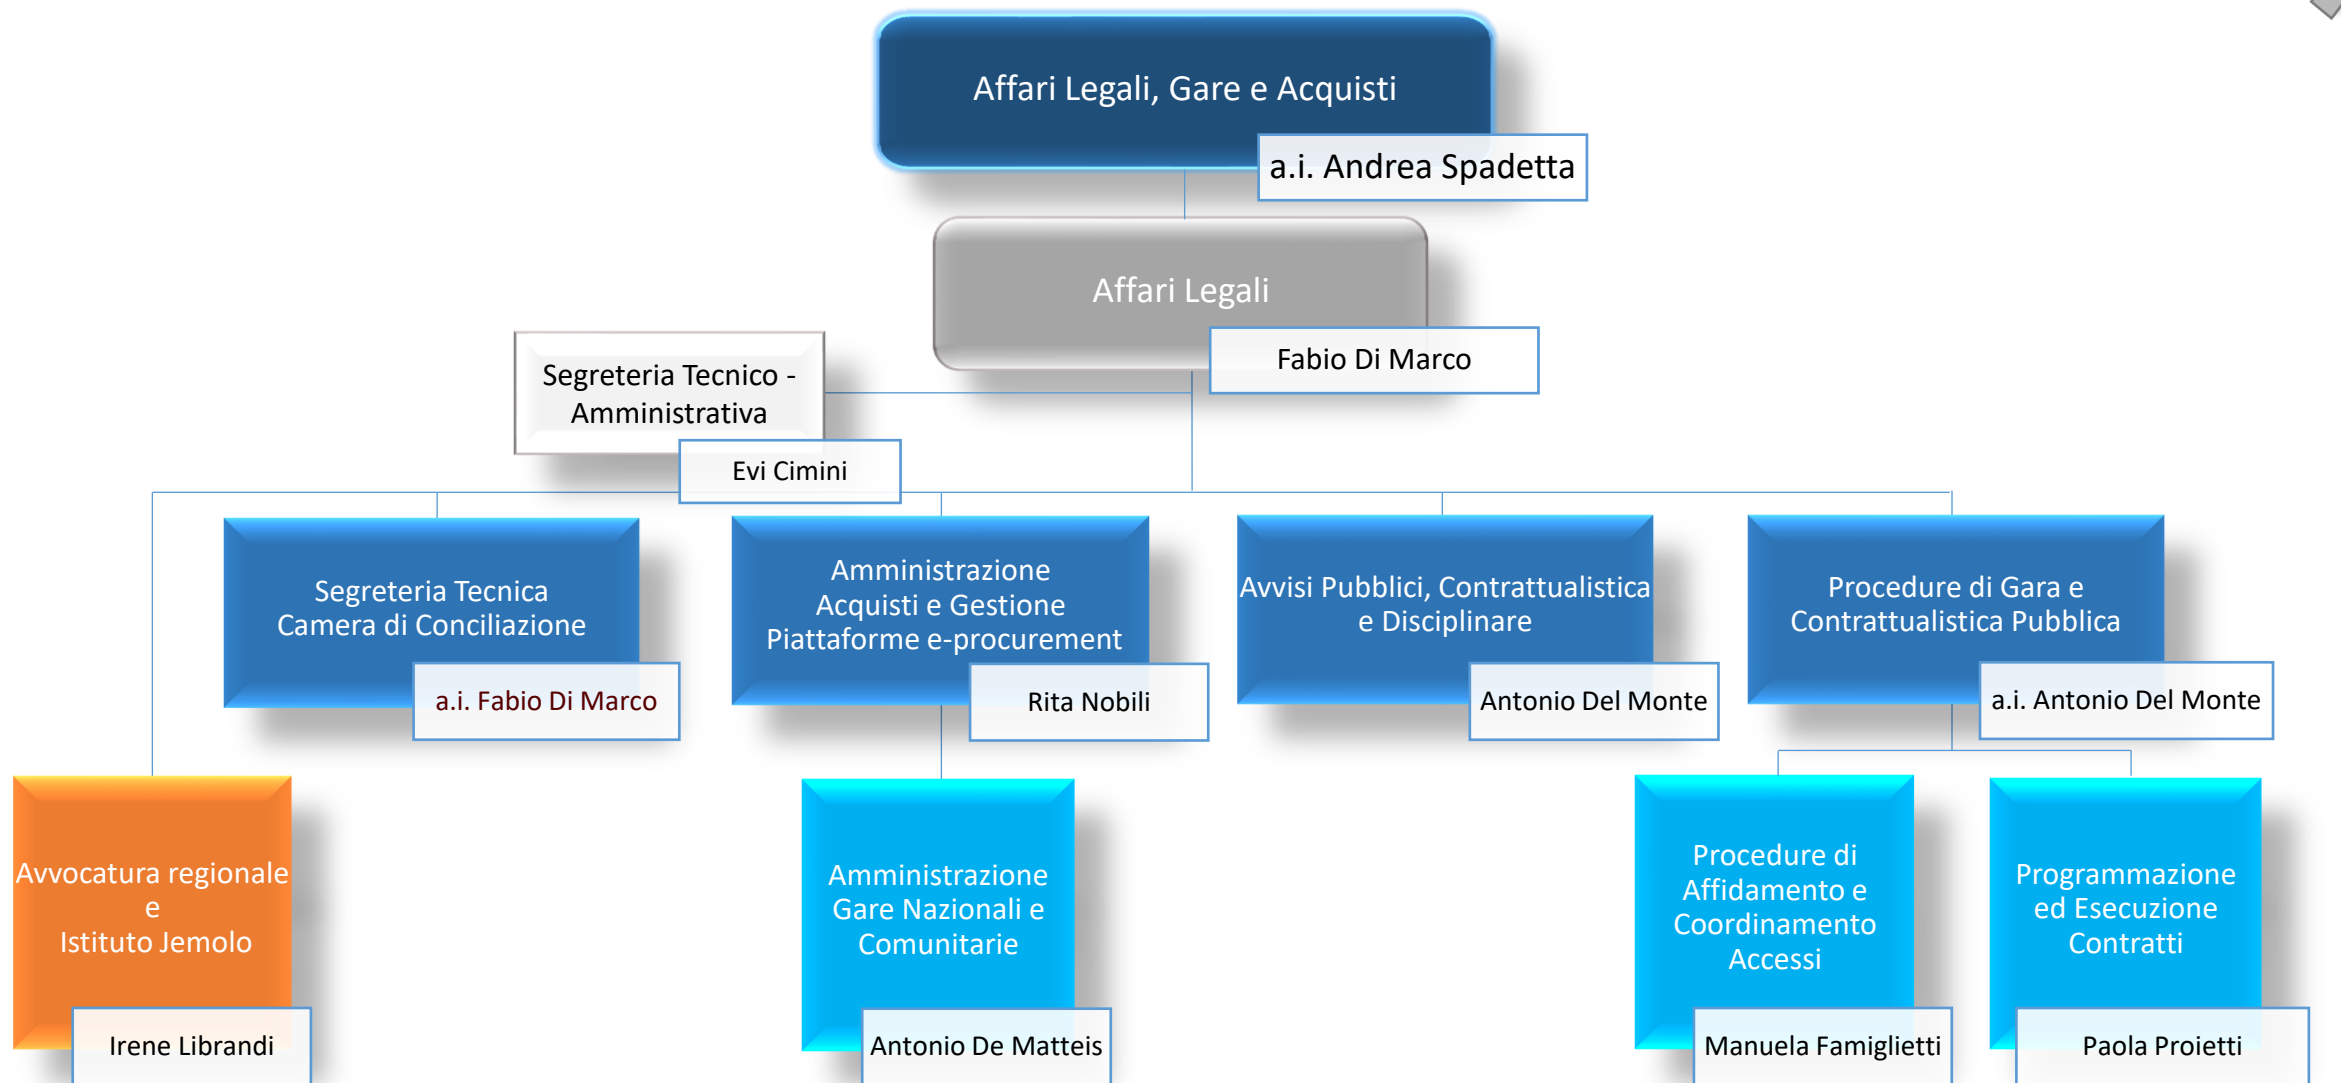 Affari Legali, Gare e Acquisti
a.i. Andrea Spadetta
Affari Legali
Fabio Di Marco
Segreteria Tecnico -
Amministrativa
Evi Cimini
Segreteria Tecnica
Camera di Conciliazione
a.i. Fabio Di Marco
Amministrazione
Acquisti e Gestione
Piattaforme e-procurement
Rita Nobili
Avvisi Pubblici, Contrattualistica
e Disciplinare
Antonio Del Monte
Procedure di Gara e
Contrattualistica Pubblica
a.i. Antonio Del Monte
Avvocatura regionale
e
Istituto Jemolo
Irene Librandi
Amministrazione
Gare Nazionali e
Comunitarie
Antonio De Matteis
Procedure di
Affidamento e
Coordinamento
Accessi
Manuela Famiglietti
Programmazione
ed Esecuzione
Contratti
Paola Proietti